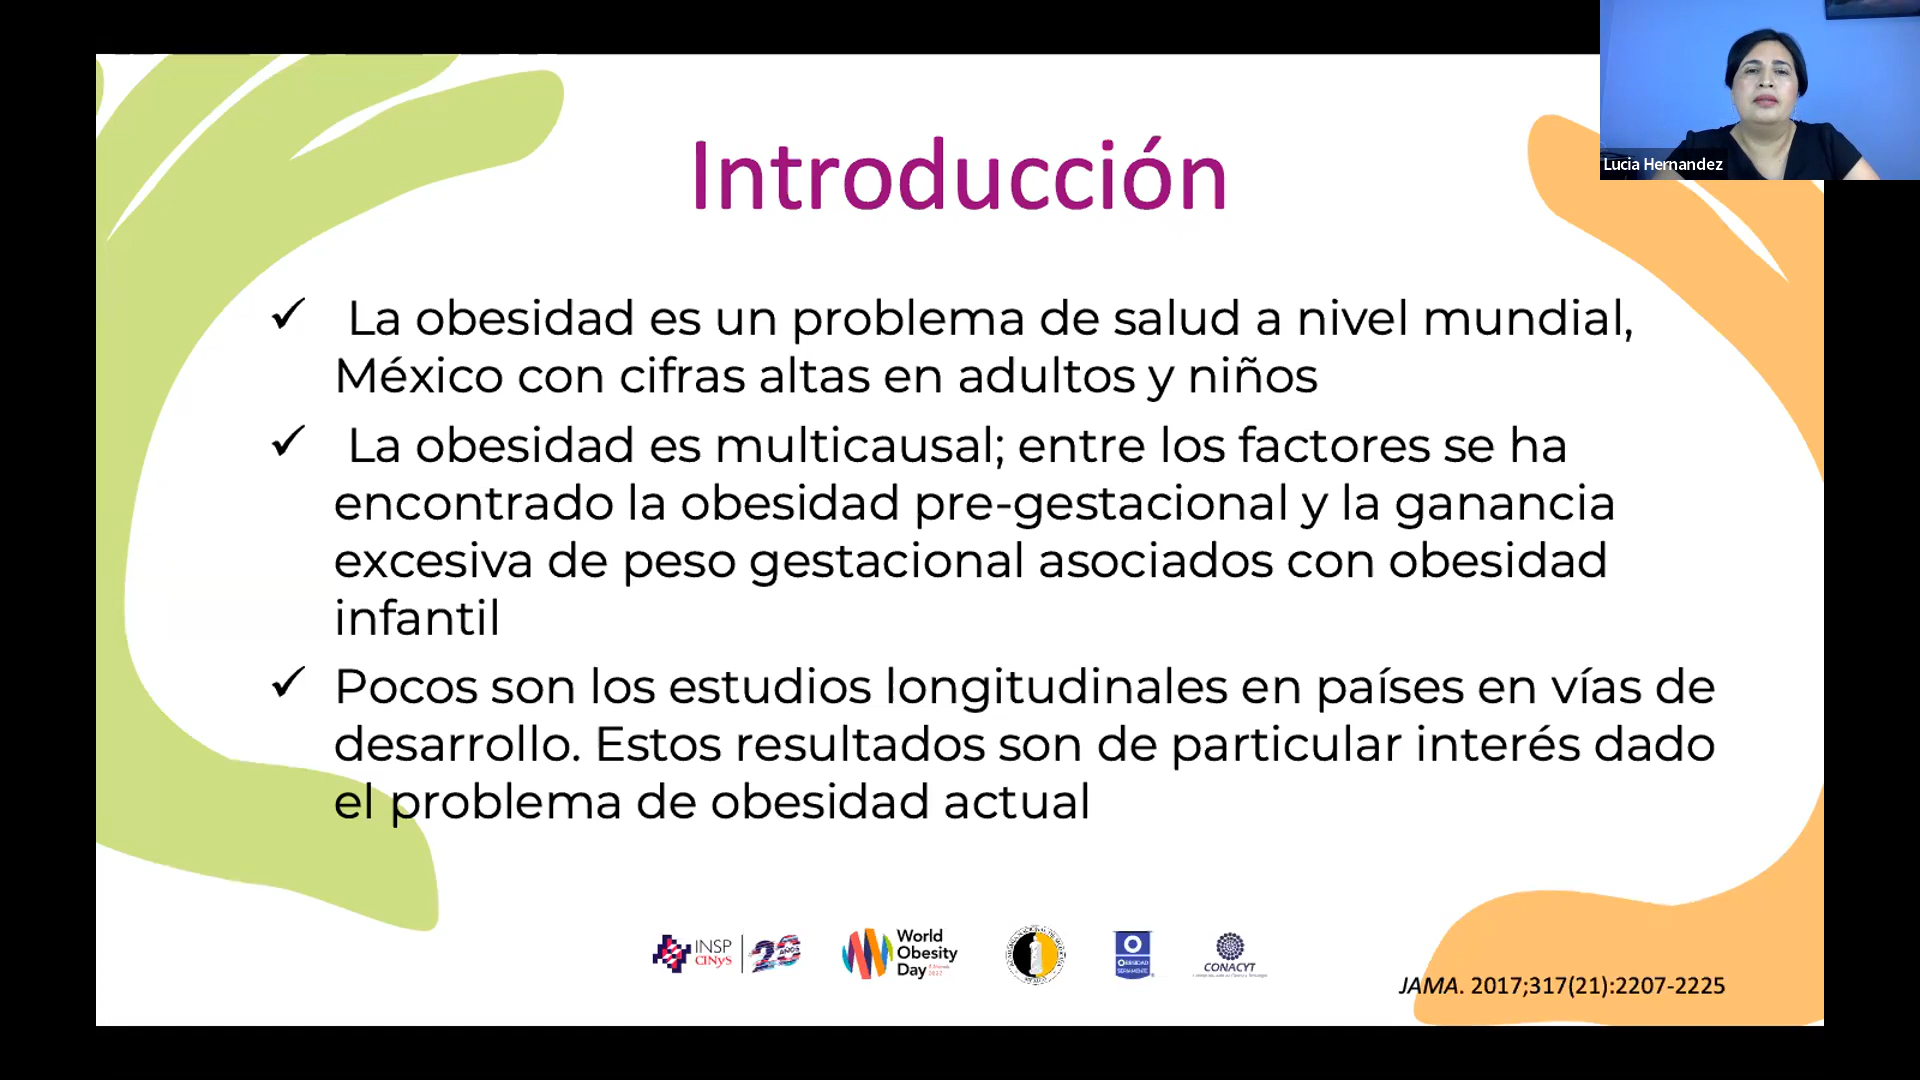 Lucia Hernandez
Introducción
✓ La obesidad es un problema de salud a nivel mundial,
México con cifras altas en adultos y niños
✓ La obesidad es multicausal; entre los factores se ha
encontrado la obesidad pre-gestacional y la ganancia
excesiva de peso gestacional asociados con obesidad
infantil
✓ Pocos son los estudios longitudinales en países en vías de
desarrollo. Estos resultados son de particular interés dado
el problema de obesidad actual
INSP
CINyS
AÑOS
World
Obesity
Day
OBESIDAD
CONACYT
JAMA. 2017;317(21):2207-2225